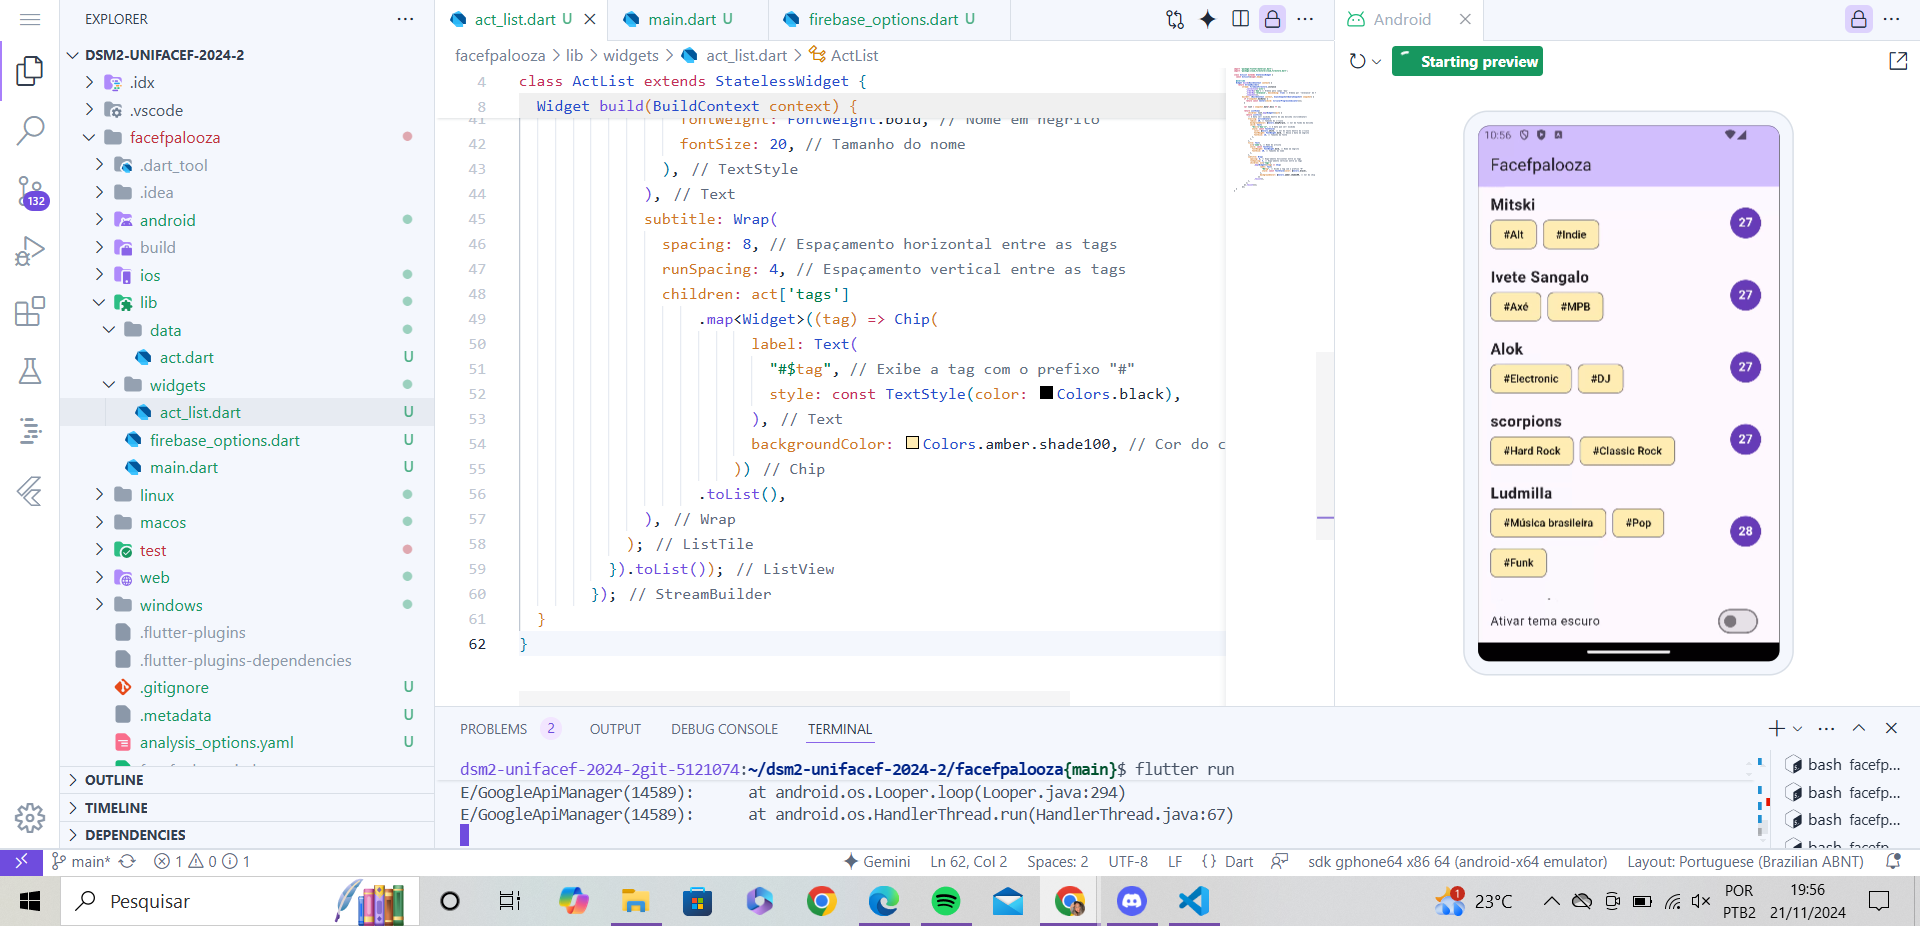 EXPLORER
DSM2-UNIFACEF-2024-2
.idx
.vscode
facefpalooza
.dart_tool
.idea
android
build
ios
lib
data
act.dart U
widgets
act_list.dart U
firebase_options.dart U
main.dart U
linux
macos
test
web
windows
.flutter-plugins
.flutter-plugins-dependencies
.gitignore U
.metadata U
analysis_options.yaml U
OUTLINE
TIMELINE
DEPENDENCIES
132
act_list.dart U
main.dart U
firebase_options.dart U
facefpalooza > lib > widgets > act_list.dart > ActList
4 class ActList extends StatelessWidget {
8 Widget build(BuildContext context) {
41 fontWeight: FontWeight.bold, // Nome em negrito
42 fontSize: 20, // Tamanho do nome
43 ), // TextStyle
44 ), // Text
45 subtitle: Wrap(
46 spacing: 8, // Espaçamento horizontal entre as tags
47 runSpacing: 4, // Espaçamento vertical entre as tags
48 children: act['tags']
49 .map<Widget>((tag) => Chip(
50 label: Text(
51 "#$tag", // Exibe a tag com o prefixo "#"
52 style: const TextStyle(color: Colors.black),
53 ), // Text
54 backgroundColor: Colors.amber.shade100, // Cor do c
55 )) // Chip
56 .toList(),
57 ), // Wrap
58 ); // ListTile
59 }).toList()); // ListView
60 }); // StreamBuilder
61 }
62 }
Android
Starting preview
10:56
Facefpalooza
Mitski
#Alt #Indie 27
Ivete Sangalo
#Axé #MPB 27
Alok
#Electronic #DJ 27
scorpions
#Hard Rock #Classic Rock 27
Ludmilla
#Música brasileira #Pop 28
#Funk
Ativar tema escuro
PROBLEMS 2 OUTPUT DEBUG CONSOLE TERMINAL
dsm2-unifacef-2024-2git-5121074:~/dsm2-unifacef-2024-2/facefpalooza{main}$ flutter run
E/GoogleApiManager(14589): at android.os.Looper.loop(Looper.java:294)
E/GoogleApiManager(14589): at android.os.HandlerThread.run(HandlerThread.java:67)
bash facefp...
bash facefp...
bash facefp...
bash facefp...
main* 1 0 1 Gemini Ln 62, Col 2 Spaces: 2 UTF-8 LF {} Dart sdk gphone64 x86 64 (android-x64 emulator) Layout: Portuguese (Brazilian ABNT)
Pesquisar
1
23°C
POR
PTB2
19:56
21/11/2024